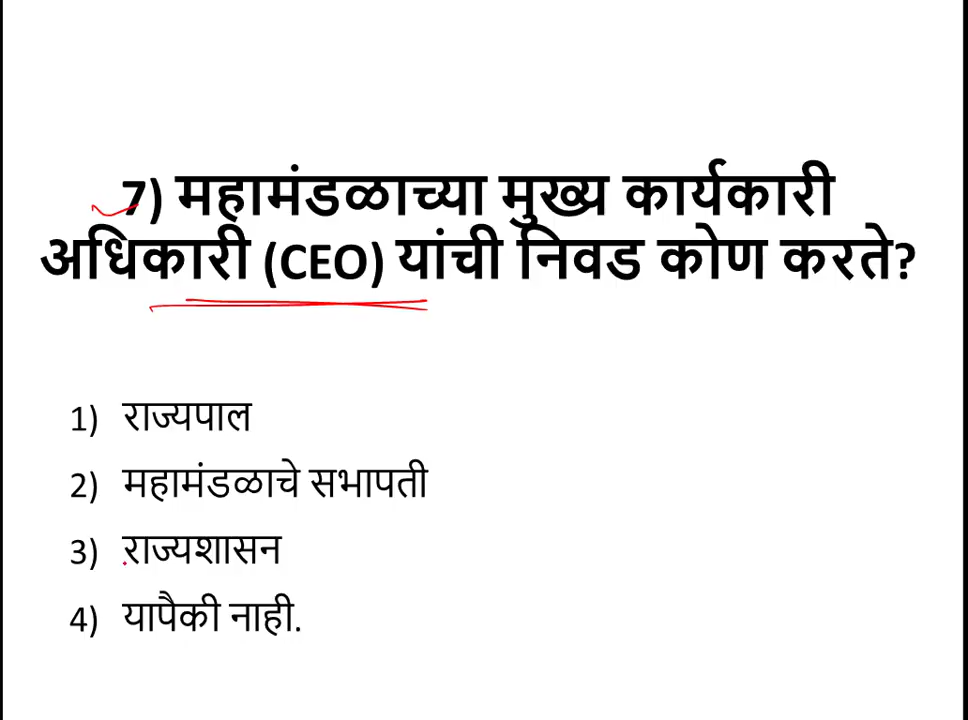 7) महामंडळाच्या मुख्य कार्यकारी
अधिकारी (CEO) यांची निवड कोण करते?
1) राज्यपाल
2) महामंडळाचे सभापती
3) राज्यशासन
4) यापैकी नाही.